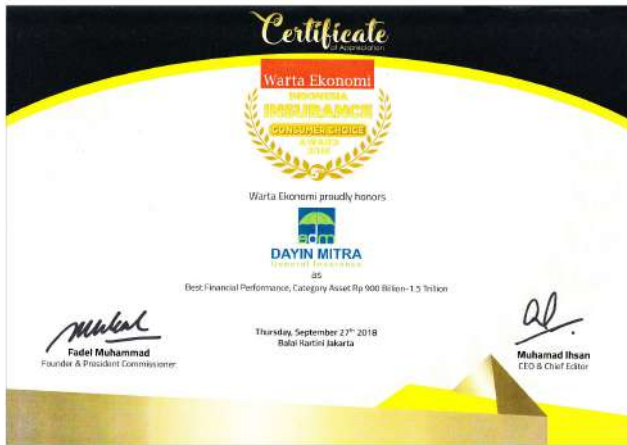 Certificate
of Appreciation
Warta Ekonomi
INDONESIA
INSURANCE
CONSUMER CHOICE
AWARD
2018
Warta Ekonomi proudly honors
adm
DAYIN MITRA
General Insurance
as
Best Financial Performance, Category Asset Rp 900 Billion-1.5 Trillion
Thursday, September 27th 2018
Balai Kartini Jakarta
Fadel Muhammad
Founder & President Commissioner
Muhamad Ihsan
CEO & Chief Editor